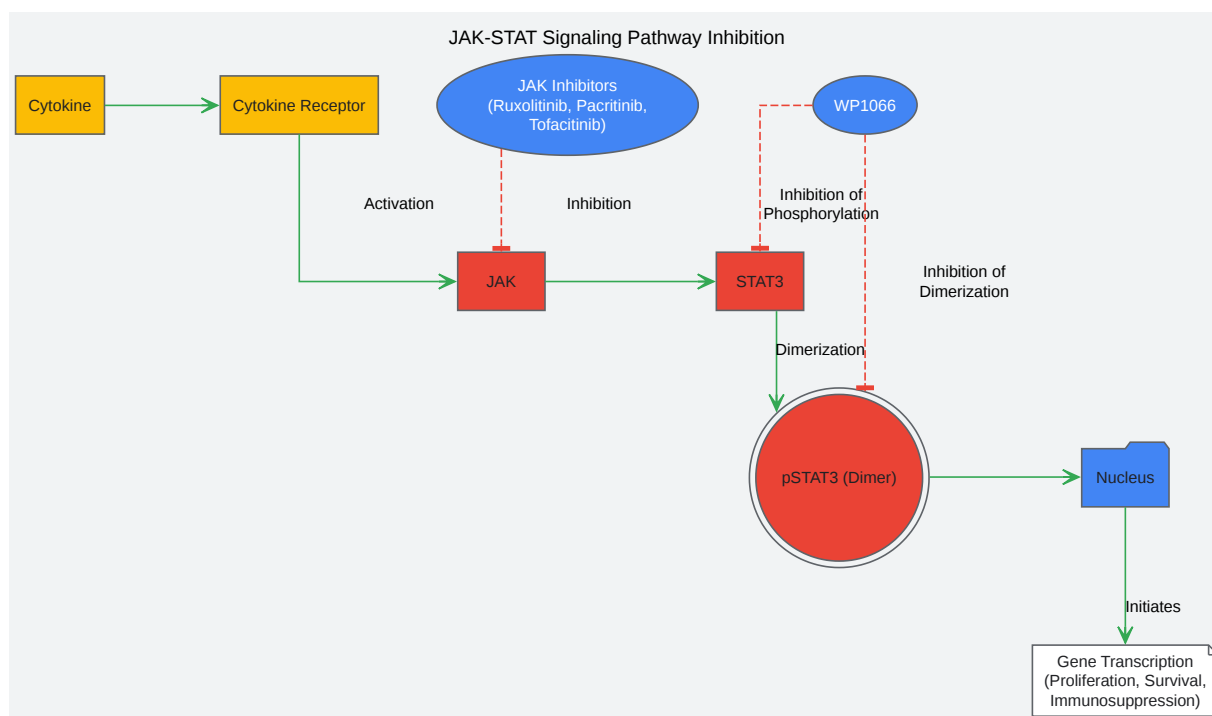 JAK-STAT Signaling Pathway Inhibition
Cytokine
Cytokine Receptor
JAK Inhibitors
(Ruxolitinib, Pacritinib,
Tofacitinib)
WP1066
Activation
Inhibition
Inhibition of
Phosphorylation
JAK
STAT3
Inhibition of
Dimerization
Dimerization
pSTAT3 (Dimer)
Nucleus
Initiates
Gene Transcription
(Proliferation, Survival,
Immunosuppression)